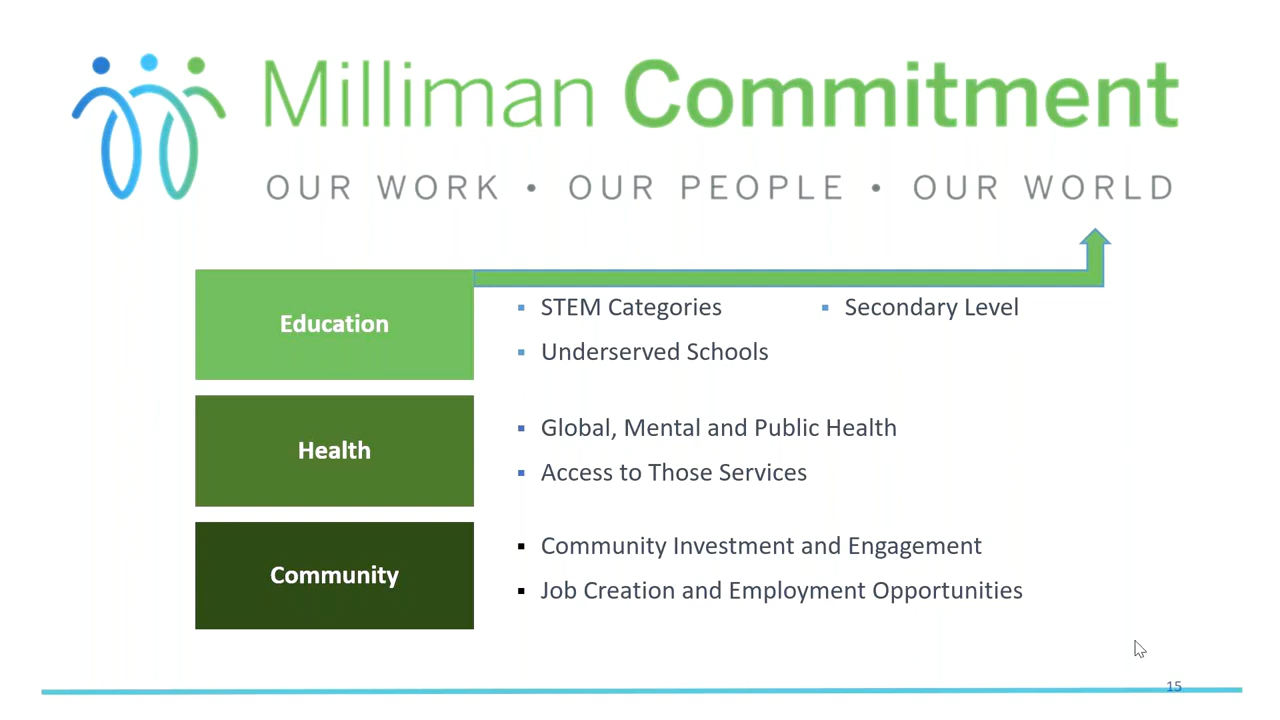 Milliman Commitment
OUR WORK • OUR PEOPLE • OUR WORLD
Education
▪ STEM Categories ▪ Secondary Level
▪ Underserved Schools
Health
▪ Global, Mental and Public Health
▪ Access to Those Services
Community
▪ Community Investment and Engagement
▪ Job Creation and Employment Opportunities
15